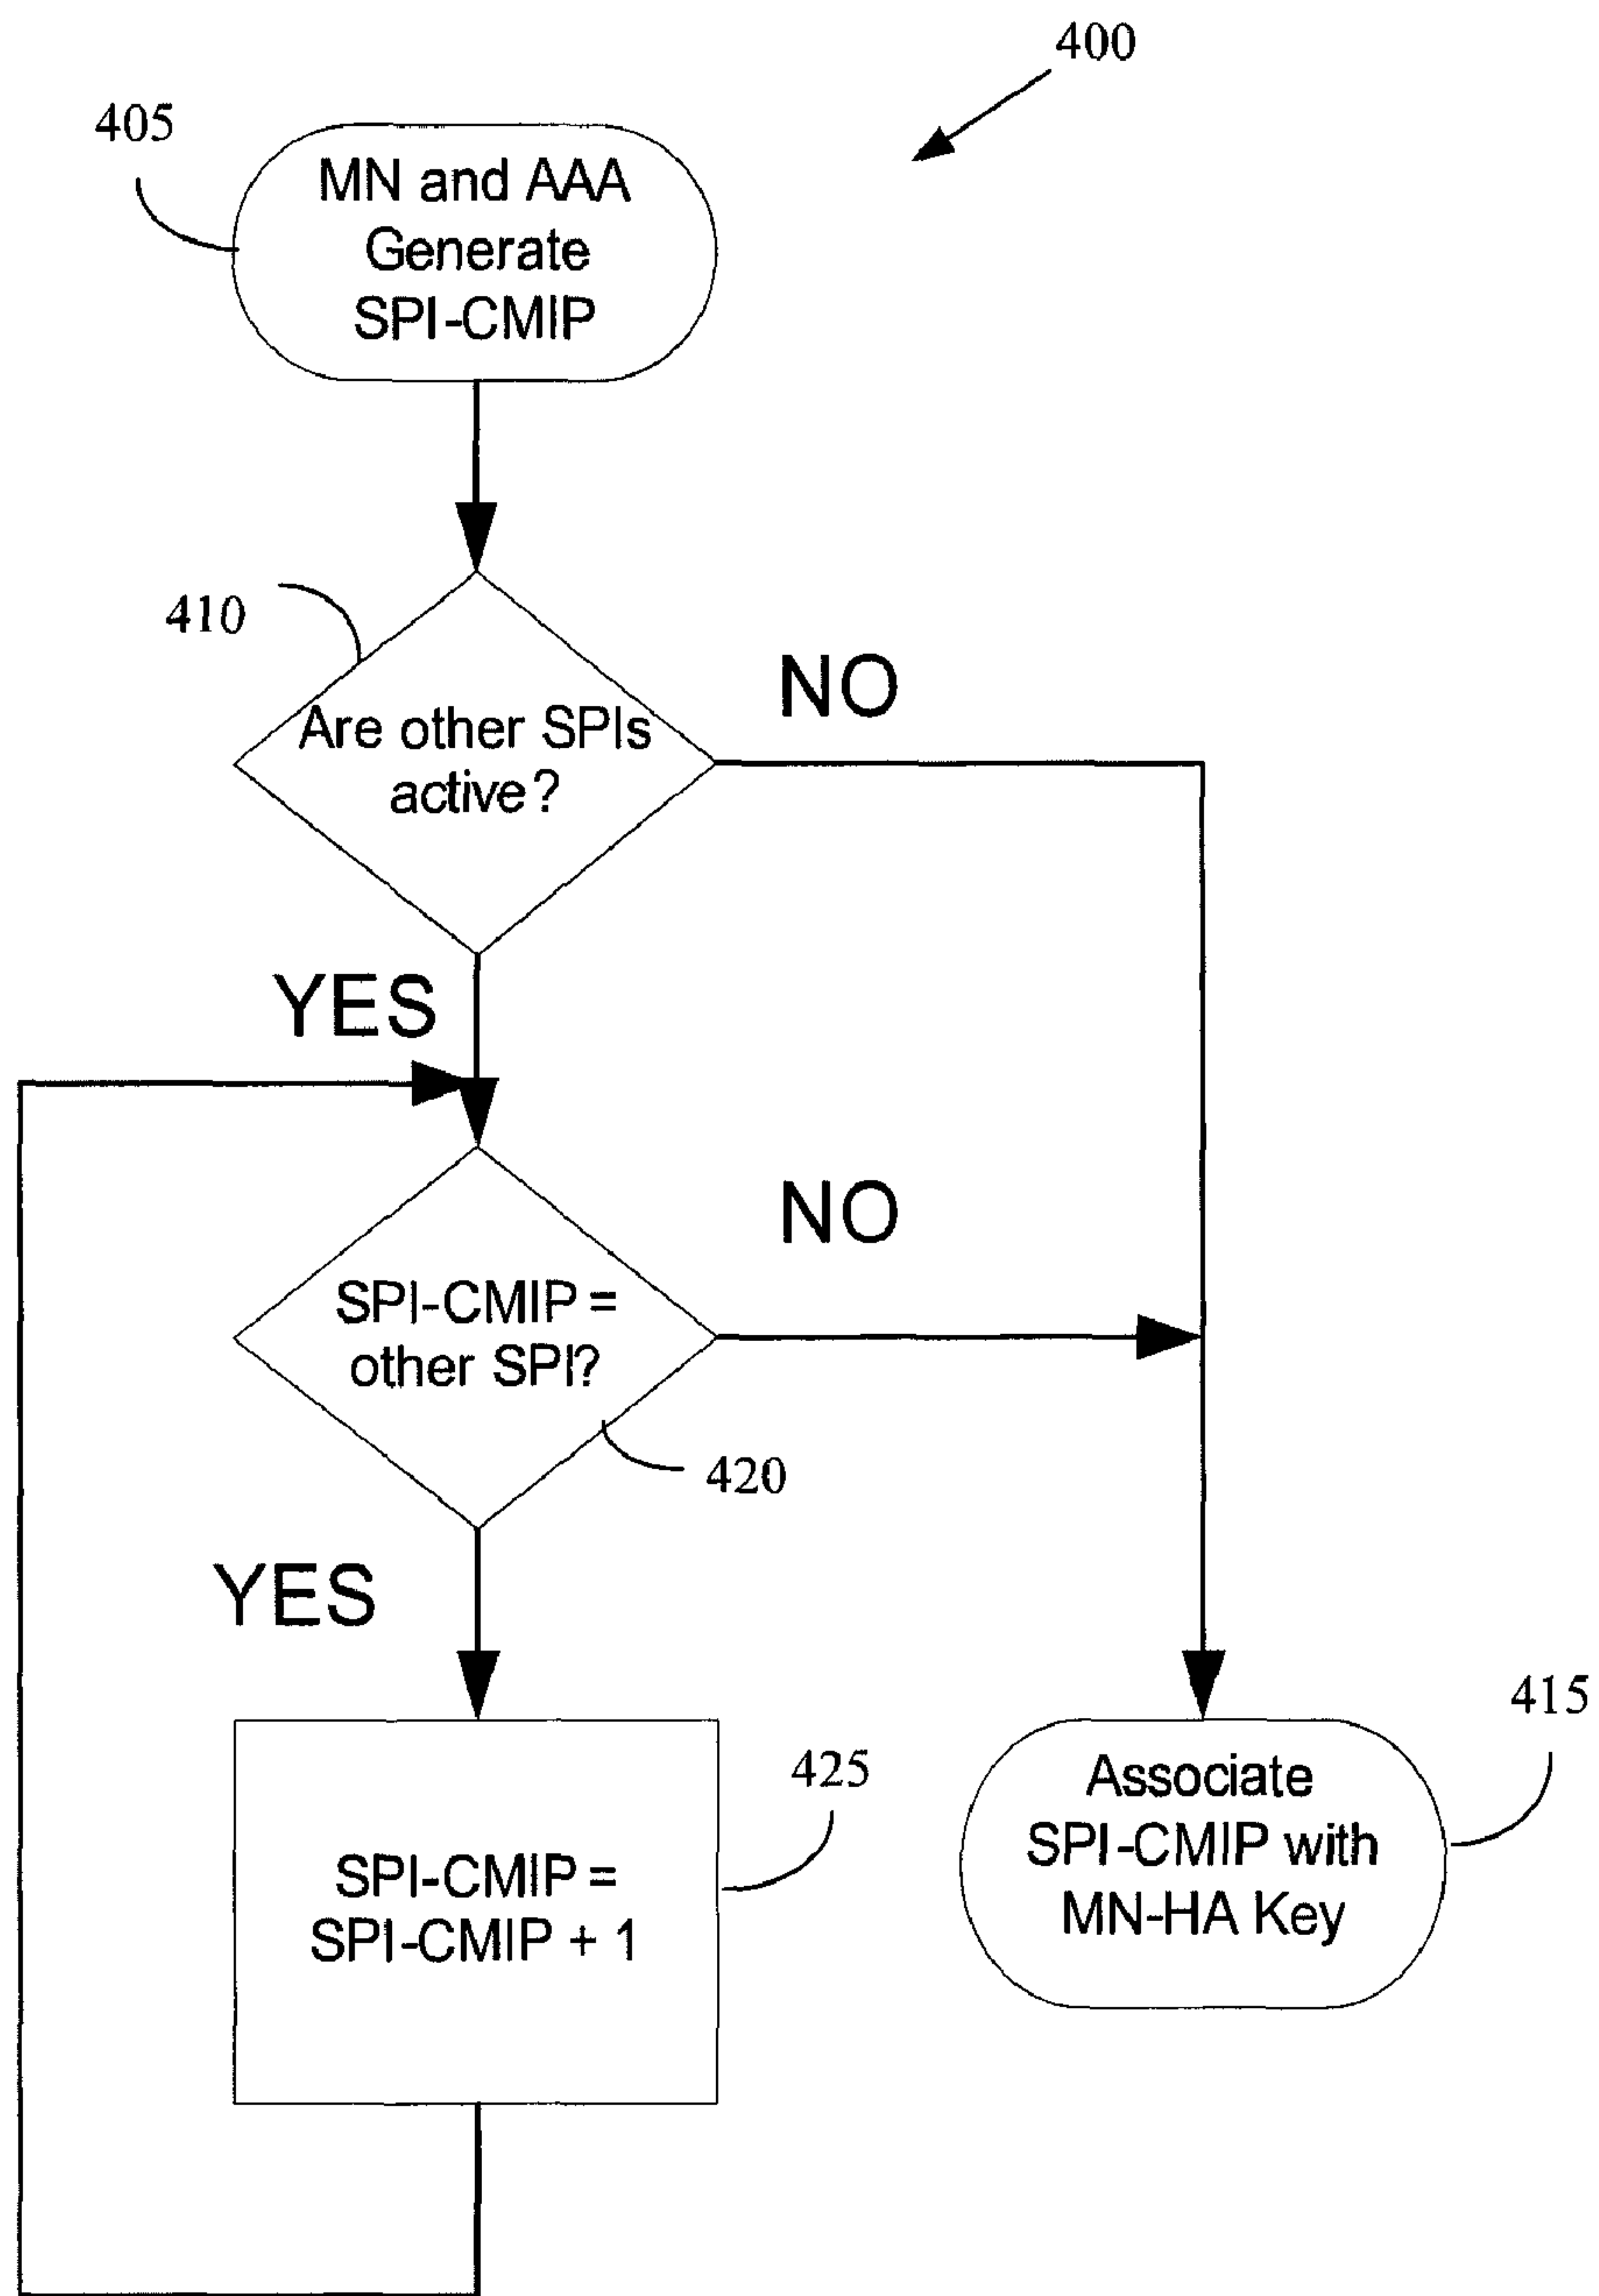 400
405
MN and AAA
Generate
SPI-CMIP
410
NO
Are other SPIs
active?
YES
NO
SPI-CMIP =
other SPI?
420
YES
415
425
Associate
SPI-CMIP with
MN-HA Key
SPI-CMIP =
SPI-CMIP + 1